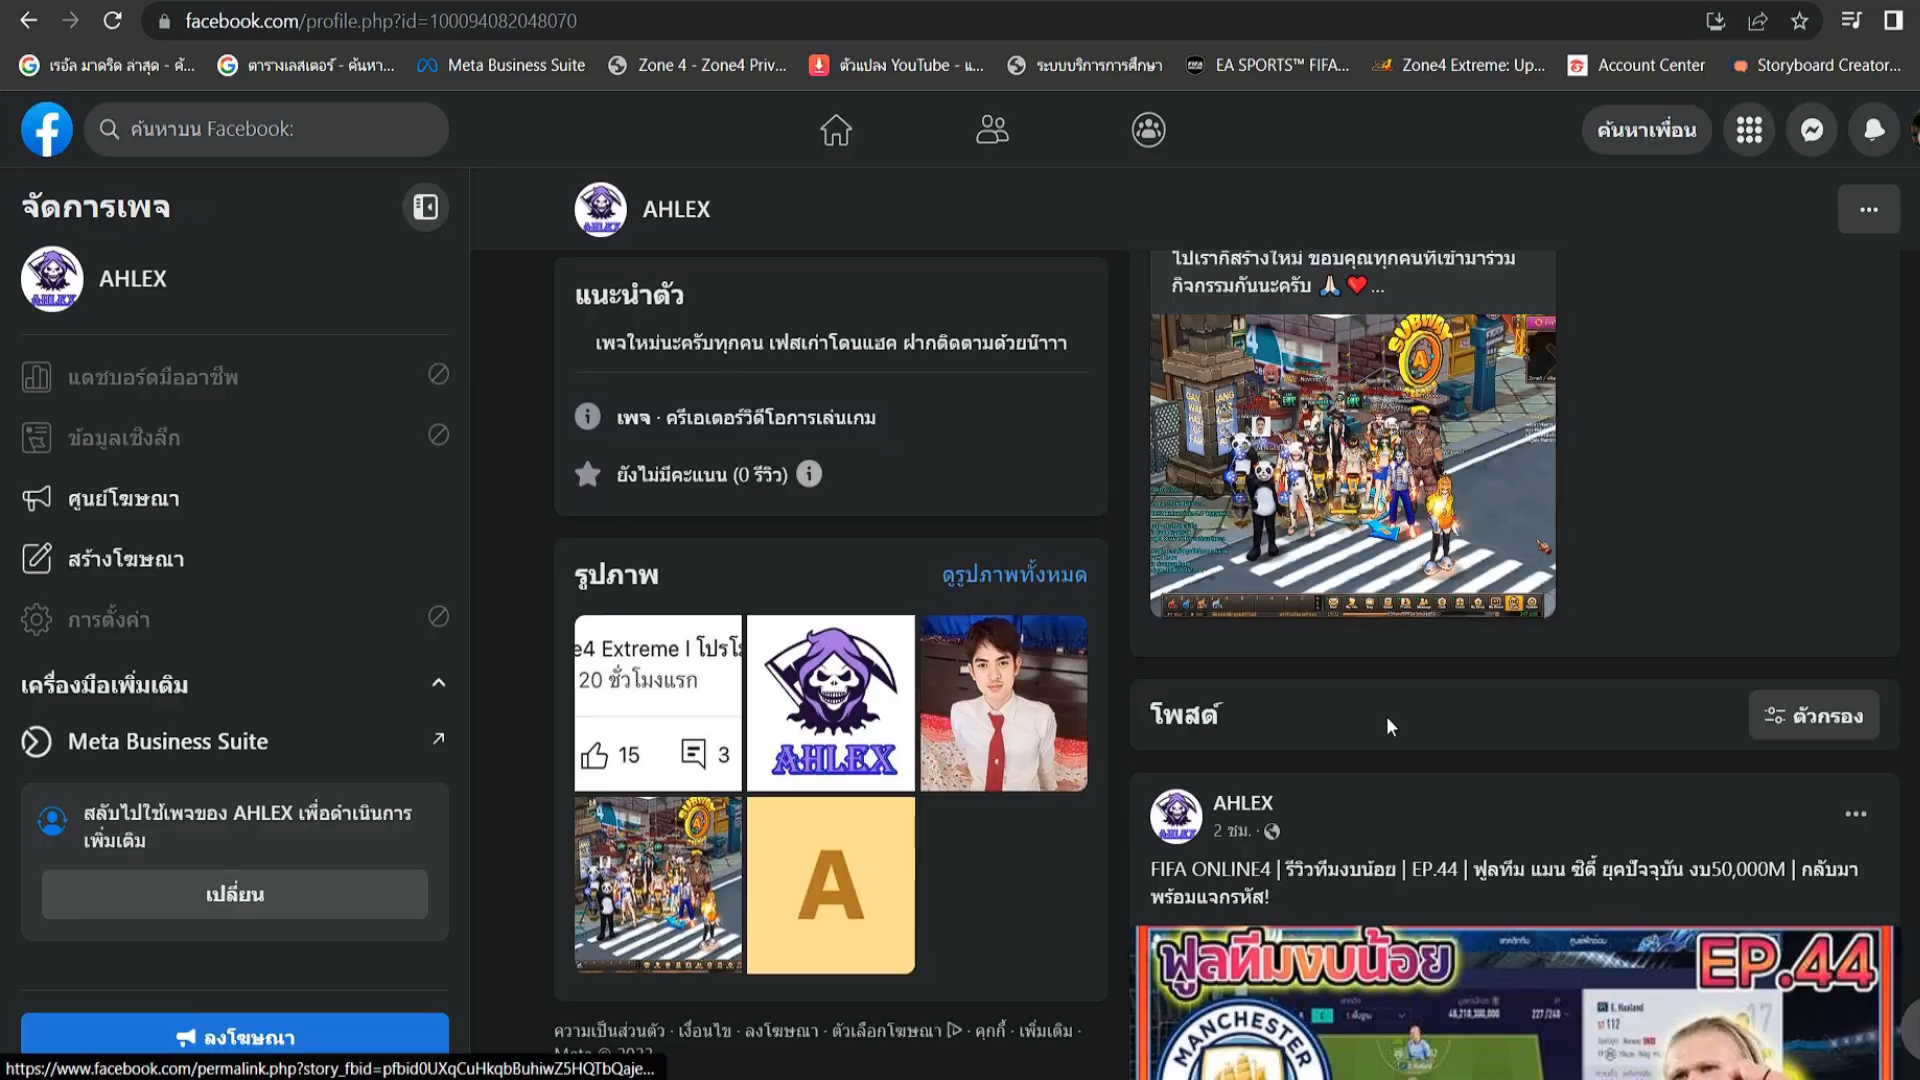 facebook.com/profile.php?id=100094082048070
เรอัล มาดริด ล่าสุด - ค้...
ตารางเลสเตอร์ - ค้นหา...
Meta Business Suite
Zone 4 - Zone4 Priv...
ตัวแปลง YouTube - แ...
ระบบบริการการศึกษา
EA SPORTS™ FIFA...
Zone4 Extreme: Up...
Account Center
Storyboard Creator...
ค้นหาบน Facebook:
ค้นหาเพื่อน
จัดการเพจ
AHLEX
แดชบอร์ดมืออาชีพ
ข้อมูลเชิงลึก
ศูนย์โฆษณา
สร้างโฆษณา
การตั้งค่า
เครื่องมือเพิ่มเติม
Meta Business Suite
สลับไปใช้เพจของ AHLEX เพื่อดำเนินการ
เพิ่มเติม
เปลี่ยน
ลงโฆษณา
https://www.facebook.com/permalink.php?story_fbid=pfbid0UXqCuHkqbBuhiwZ5HQTbQaje...
AHLEX
แนะนำตัว
เพจใหม่นะครับทุกคน เฟสเก่าโดนแฮค ฝากติดตามด้วยน๊าาา
เพจ · ครีเอเตอร์วิดีโอการเล่นเกม
ยังไม่มีคะแนน (0 รีวิว)
รูปภาพ
ดูรูปภาพทั้งหมด
e4 Extreme l โปรโม
20 ชั่วโมงแรก
15
3
AHLEX
A
ความเป็นส่วนตัว · เงื่อนไข · ลงโฆษณา · ตัวเลือกโฆษณา · คุกกี้ · เพิ่มเติม ·
ไปเราก็สร้างใหม่ ขอบคุณทุกคนที่เข้ามาร่วม
กิจกรรมกันนะครับ 🙏🏻 ❤️ ...
SUBWAY
โพสต์
ตัวกรอง
AHLEX
2 ชม. ·
FIFA ONLINE4 | รีวิวทีมงบน้อย | EP.44 | ฟูลทีม แมน ซิตี้ ยุคปัจจุบัน งบ50,000M | กลับมา
พร้อมแจกรหัส!
ฟูลทีมงบน้อย
EP.44
MANCHESTER
E. Haaland
112